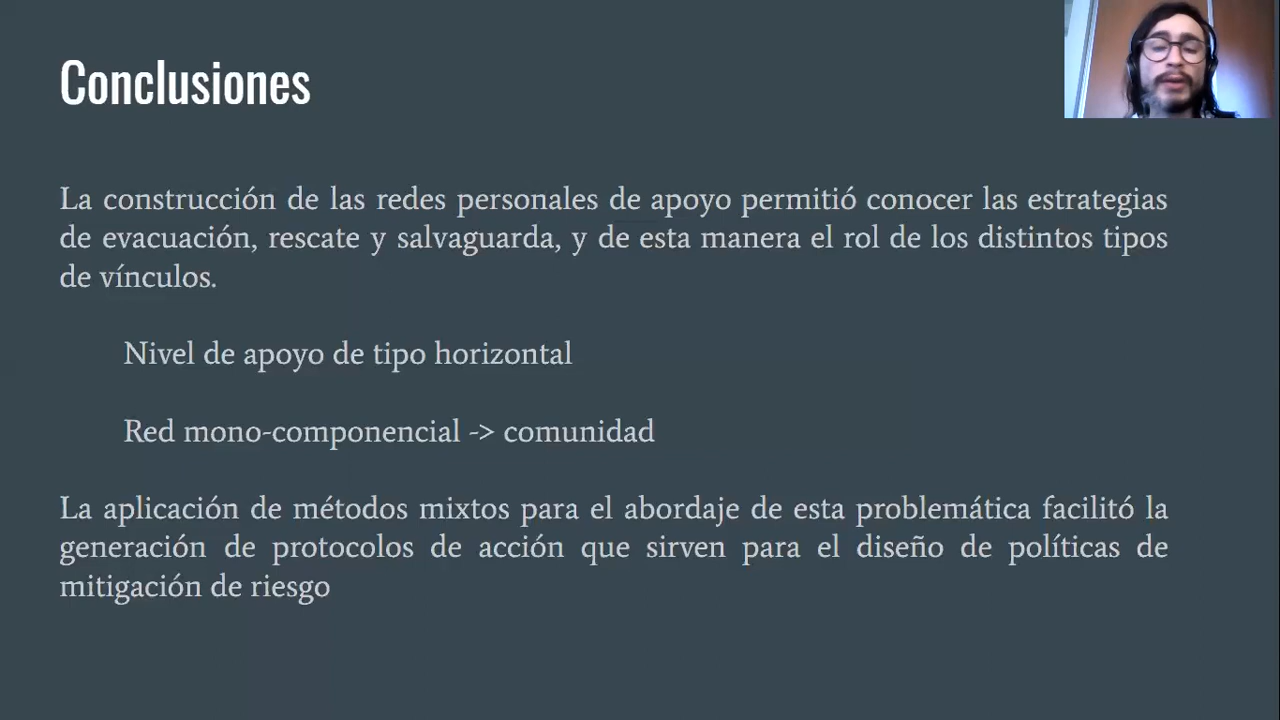 Conclusiones
La construcción de las redes personales de apoyo permitió conocer las estrategias
de evacuación, rescate y salvaguarda, y de esta manera el rol de los distintos tipos
de vínculos.
Nivel de apoyo de tipo horizontal
Red mono-componencial -> comunidad
La aplicación de métodos mixtos para el abordaje de esta problemática facilitó la
generación de protocolos de acción que sirven para el diseño de políticas de
mitigación de riesgo